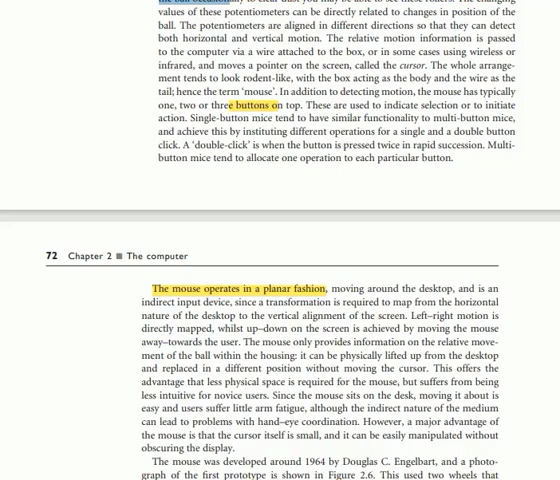 the ball occasionally to clear dust you may be able to see these rollers. The changing
values of these potentiometers can be directly related to changes in position of the
ball. The potentiometers are aligned in different directions so that they can detect
both horizontal and vertical motion. The relative motion information is passed
to the computer via a wire attached to the box, or in some cases using wireless or
infrared, and moves a pointer on the screen, called the cursor. The whole arrange-
ment tends to look rodent-like, with the box acting as the body and the wire as the
tail; hence the term ‘mouse’. In addition to detecting motion, the mouse has typically
one, two or three buttons on top. These are used to indicate selection or to initiate
action. Single-button mice tend to have similar functionality to multi-button mice,
and achieve this by instituting different operations for a single and a double button
click. A ‘double-click’ is when the button is pressed twice in rapid succession. Multi-
button mice tend to allocate one operation to each particular button.
72 Chapter 2 ■ The computer
The mouse operates in a planar fashion, moving around the desktop, and is an
indirect input device, since a transformation is required to map from the horizontal
nature of the desktop to the vertical alignment of the screen. Left–right motion is
directly mapped, whilst up–down on the screen is achieved by moving the mouse
away–towards the user. The mouse only provides information on the relative move-
ment of the ball within the housing: it can be physically lifted up from the desktop
and replaced in a different position without moving the cursor. This offers the
advantage that less physical space is required for the mouse, but suffers from being
less intuitive for novice users. Since the mouse sits on the desk, moving it about is
easy and users suffer little arm fatigue, although the indirect nature of the medium
can lead to problems with hand–eye coordination. However, a major advantage of
the mouse is that the cursor itself is small, and it can be easily manipulated without
obscuring the display.
The mouse was developed around 1964 by Douglas C. Engelbart, and a photo-
graph of the first prototype is shown in Figure 2.6. This used two wheels that